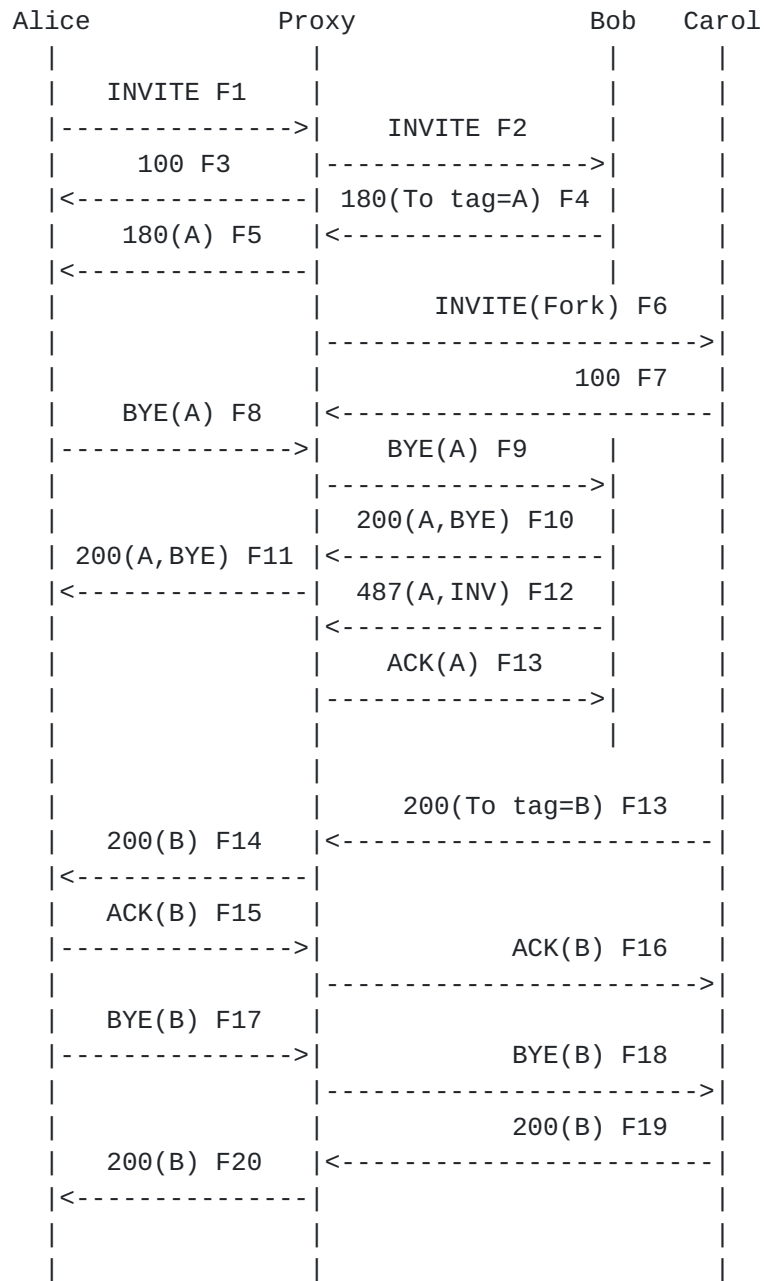 Alice Proxy Bob Carol
INVITE F1
INVITE F2
100 F3
180(To tag=A) F4
180(A) F5
INVITE(Fork) F6
100 F7
BYE(A) F8
BYE(A) F9
200(A,BYE) F10
200(A,BYE) F11
487(A,INV) F12
ACK(A) F13
200(To tag=B) F13
200(B) F14
ACK(B) F15
ACK(B) F16
BYE(B) F17
BYE(B) F18
200(B) F19
200(B) F20